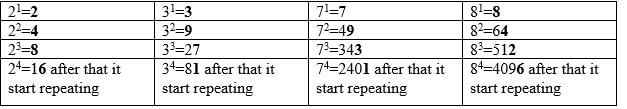 2¹=2 3¹=3 7¹=7 8¹=8
2²=4 3²=9 7²=49 8²=64
2³=8 3³=27 7³=343 8³=512
2⁴=16 after that it start repeating 3⁴=81 after that it start repeating 7⁴=2401 after that it start repeating 8⁴=4096 after that it start repeating